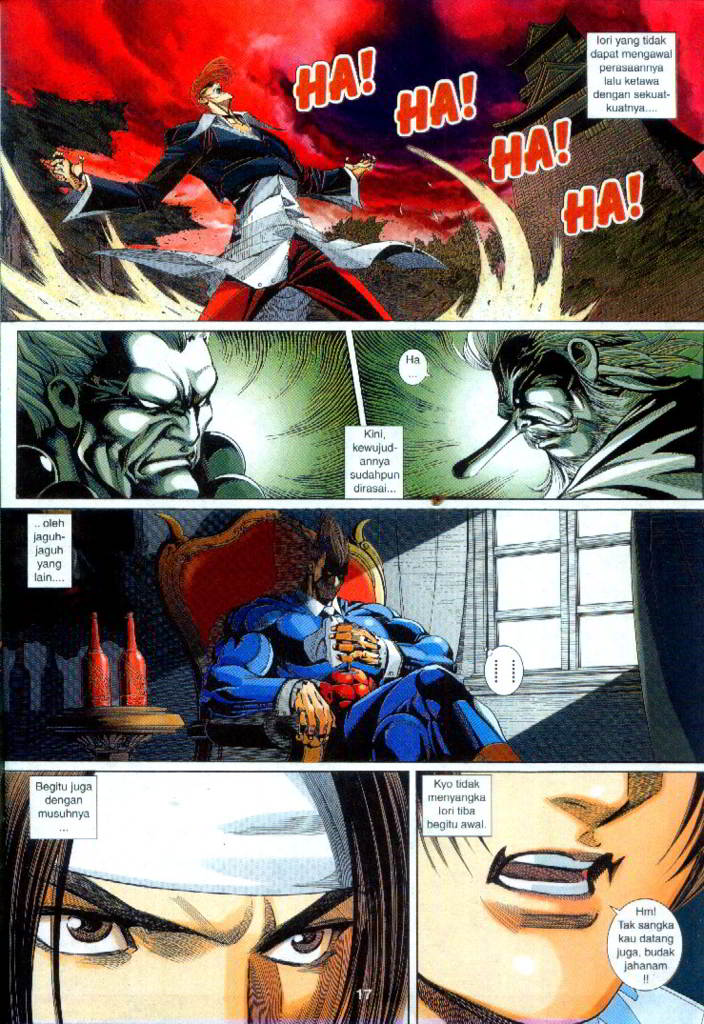 Iori yang tidak
dapat mengawal
perasaannya
lalu ketawa
dengan sekuat-
kuatnya....
HA!
HA!
HA!
HA!
Ha
...
Kini,
kewujud-
annya
sudahpun
dirasai...
.. oleh
jaguh-
jaguh
yang
lain....
Begitu juga
dengan
musuhnya
...
Kyo tidak
menyangka
Iori tiba
begitu awal.
Hm!
Tak sangka
kau datang
juga, budak
jahanam
!!
17